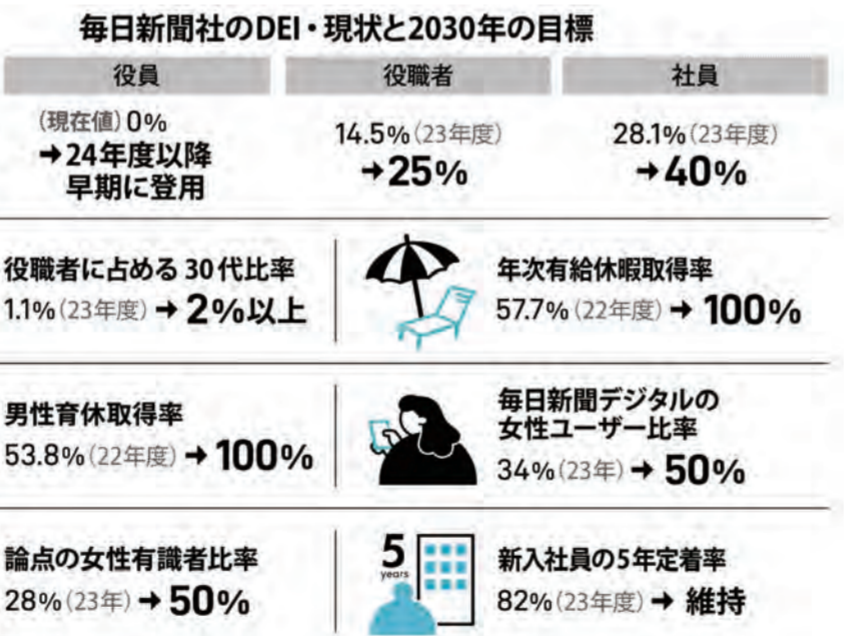 毎日新聞社のDEI・現状と2030年の目標
役員
役職者
社員
(現在値)0%
→24年度以降
早期に登用
14.5%(23年度)
→25%
28.1%(23年度)
→40%
役職者に占める30代比率
1.1%(23年度)→2%以上
年次有給休暇取得率
57.7%(22年度)→100%
男性育休取得率
53.8%(22年度)→100%
毎日新聞デジタルの
女性ユーザー比率
34%(23年)→50%
論点の女性有識者比率
28%(23年)→50%
5
years
新入社員の5年定着率
82%(23年度)→維持